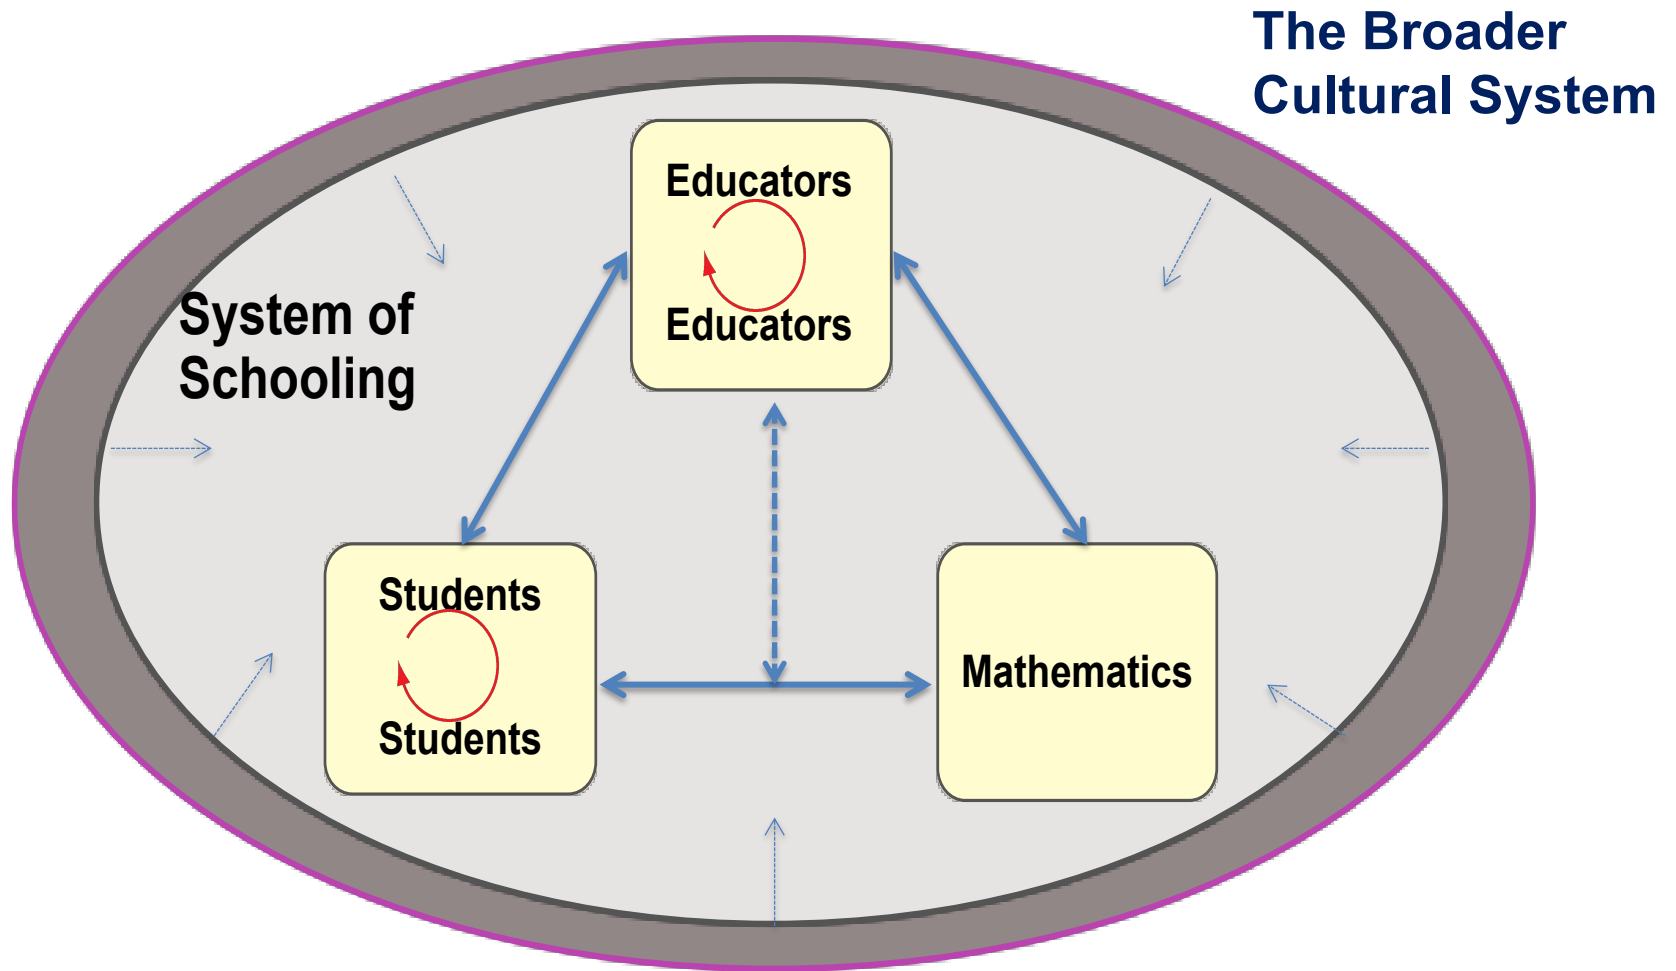 The Broader
Cultural System
Educators
Educators
System of
Schooling
Students
Students
Mathematics